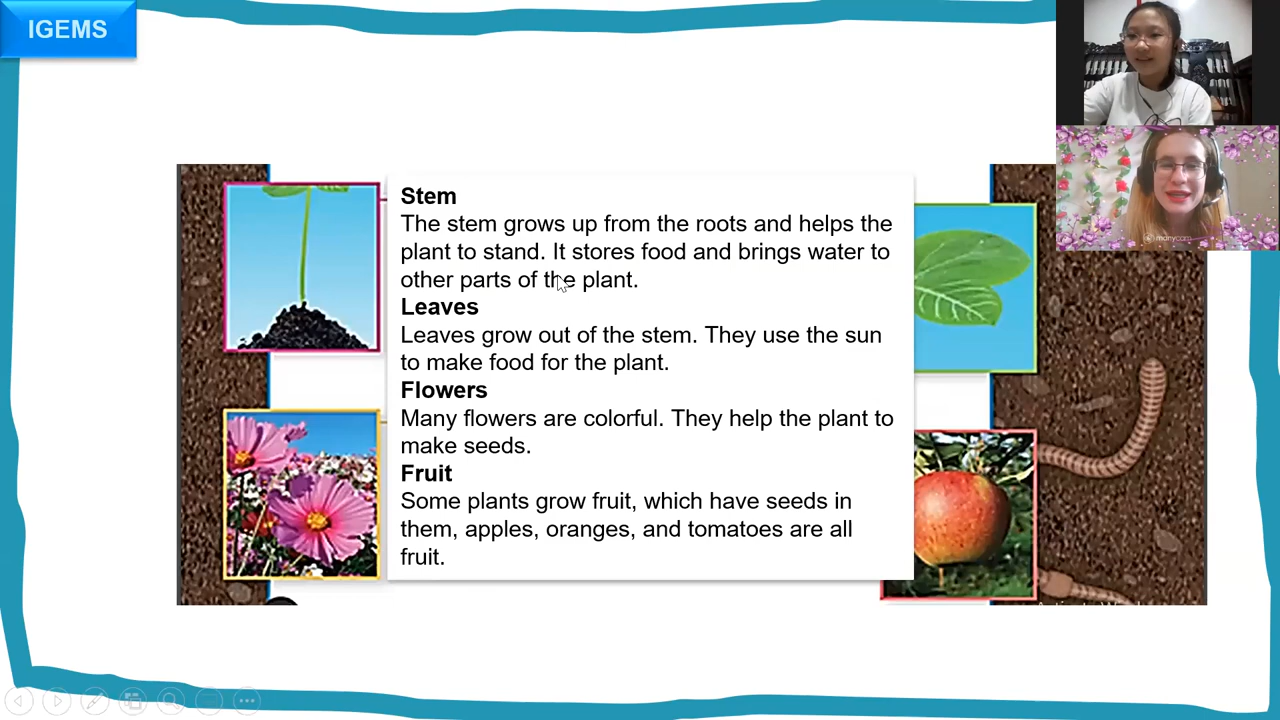 IGEMS
Stem
The stem grows up from the roots and helps the
plant to stand. It stores food and brings water to
other parts of the plant.
Leaves
Leaves grow out of the stem. They use the sun
to make food for the plant.
Flowers
Many flowers are colorful. They help the plant to
make seeds.
Fruit
Some plants grow fruit, which have seeds in
them, apples, oranges, and tomatoes are all
fruit.
manycam